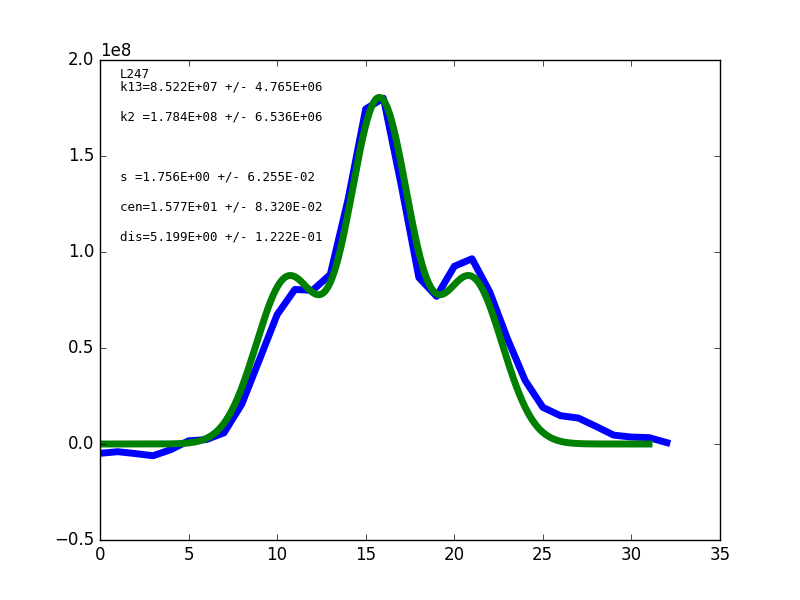 1e8
2.0
L247
k13=8.522E+07 +/- 4.765E+06
k2 =1.784E+08 +/- 6.536E+06
1.5
s =1.756E+00 +/- 6.255E-02
cen=1.577E+01 +/- 8.320E-02
dis=5.199E+00 +/- 1.222E-01
1.0
0.5
0.0
−0.5
0 5 10 15 20 25 30 35